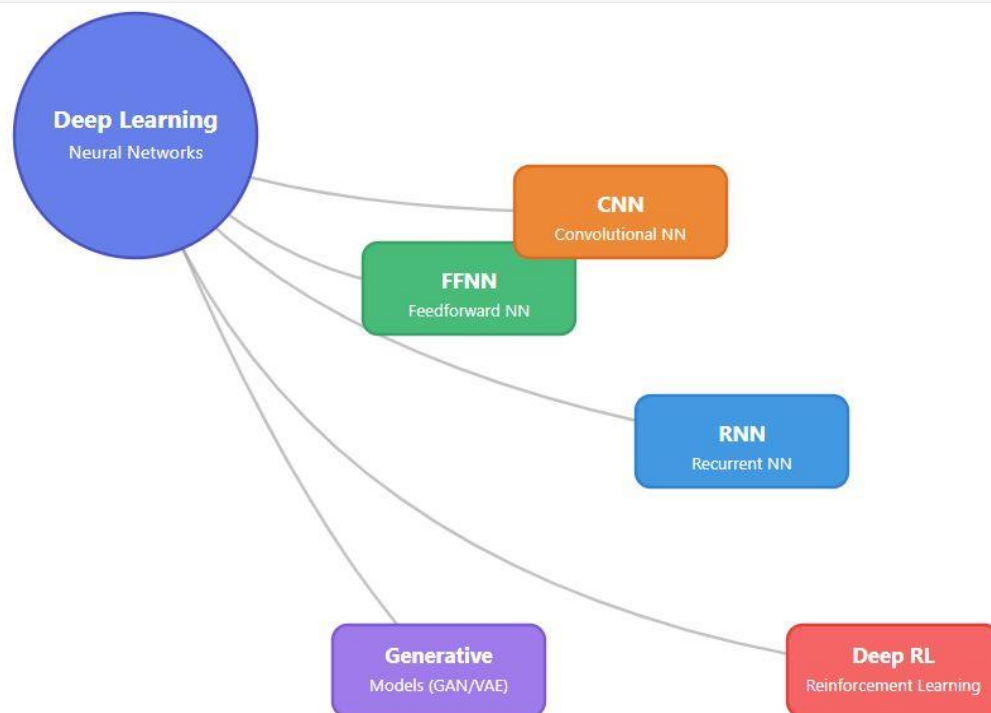 Deep Learning
Neural Networks
CNN
Convolutional NN
FFNN
Feedforward NN
RNN
Recurrent NN
Generative
Models (GAN/VAE)
Deep RL
Reinforcement Learning